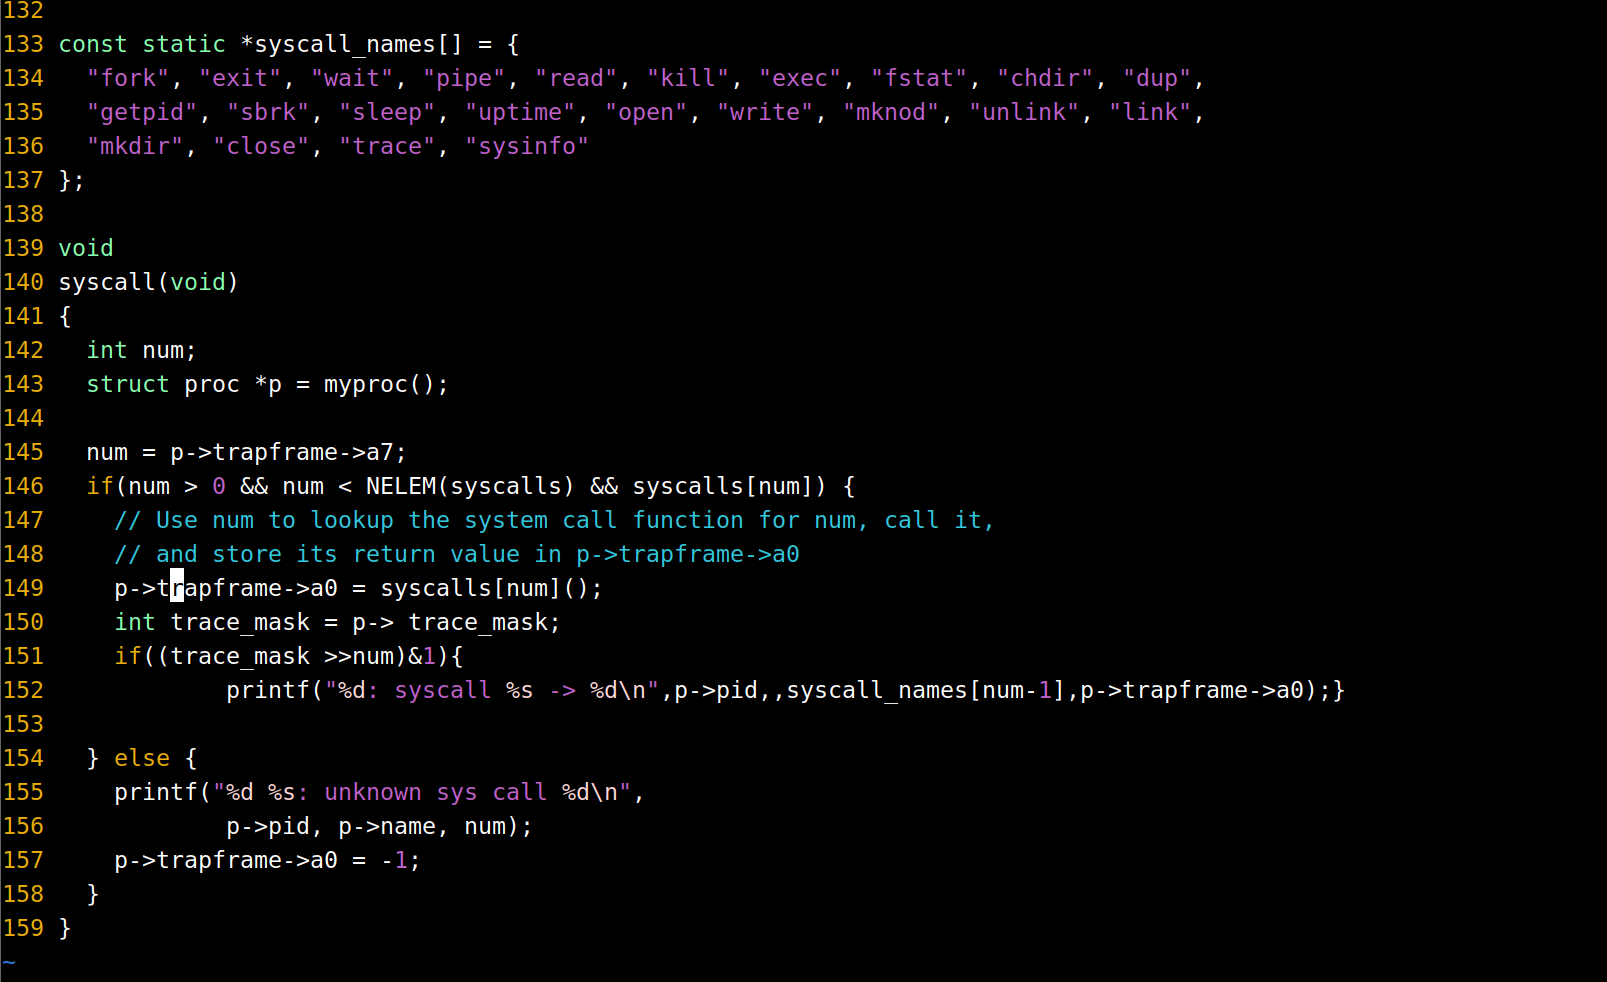 132
133 const static *syscall_names[] = {
134   "fork", "exit", "wait", "pipe", "read", "kill", "exec", "fstat", "chdir", "dup",
135   "getpid", "sbrk", "sleep", "uptime", "open", "write", "mknod", "unlink", "link",
136   "mkdir", "close", "trace", "sysinfo"
137 };
138
139 void
140 syscall(void)
141 {
142   int num;
143   struct proc *p = myproc();
144
145   num = p->trapframe->a7;
146   if(num > 0 && num < NELEM(syscalls) && syscalls[num]) {
147     // Use num to lookup the system call function for num, call it,
148     // and store its return value in p->trapframe->a0
149     p->trapframe->a0 = syscalls[num]();
150     int trace_mask = p-> trace_mask;
151     if((trace_mask >>num)&1){
152             printf("%d: syscall %s -> %d\n",p->pid,,syscall_names[num-1],p->trapframe->a0);}
153
154   } else {
155     printf("%d %s: unknown sys call %d\n",
156             p->pid, p->name, num);
157     p->trapframe->a0 = -1;
158   }
159 }
~